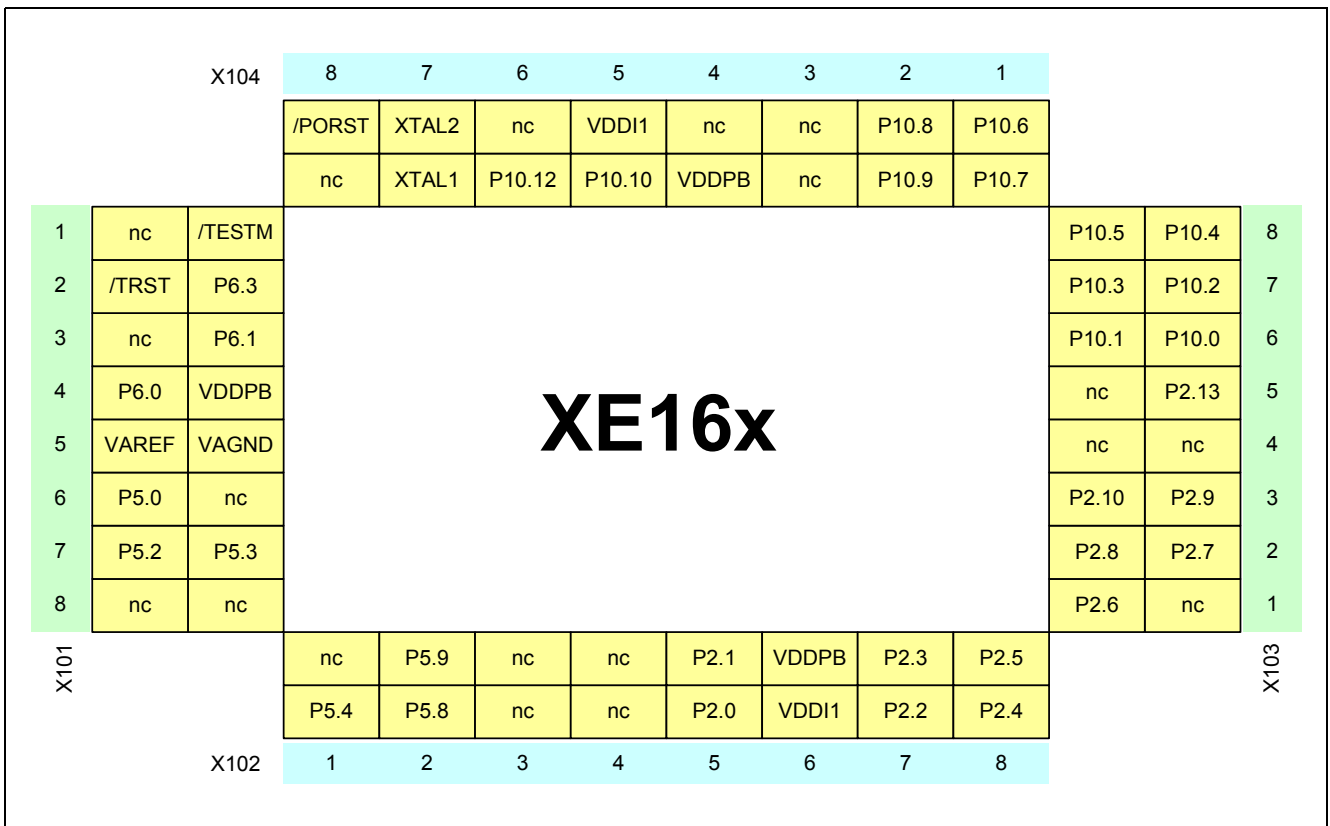 X104 8 7 6 5 4 3 2 1
/PORST XTAL2 nc VDDI1 nc nc P10.8 P10.6
nc XTAL1 P10.12 P10.10 VDDPB nc P10.9 P10.7
1 nc /TESTM P10.5 P10.4 8
2 /TRST P6.3 P10.3 P10.2 7
3 nc P6.1 P10.1 P10.0 6
4 P6.0 VDDPB nc P2.13 5
XE16x
5 VAREF VAGND nc nc 4
6 P5.0 nc P2.10 P2.9 3
7 P5.2 P5.3 P2.8 P2.7 2
8 nc nc P2.6 nc 1
X101 nc P5.9 nc nc P2.1 VDDPB P2.3 P2.5 X103
P5.4 P5.8 nc nc P2.0 VDDI1 P2.2 P2.4
X102 1 2 3 4 5 6 7 8